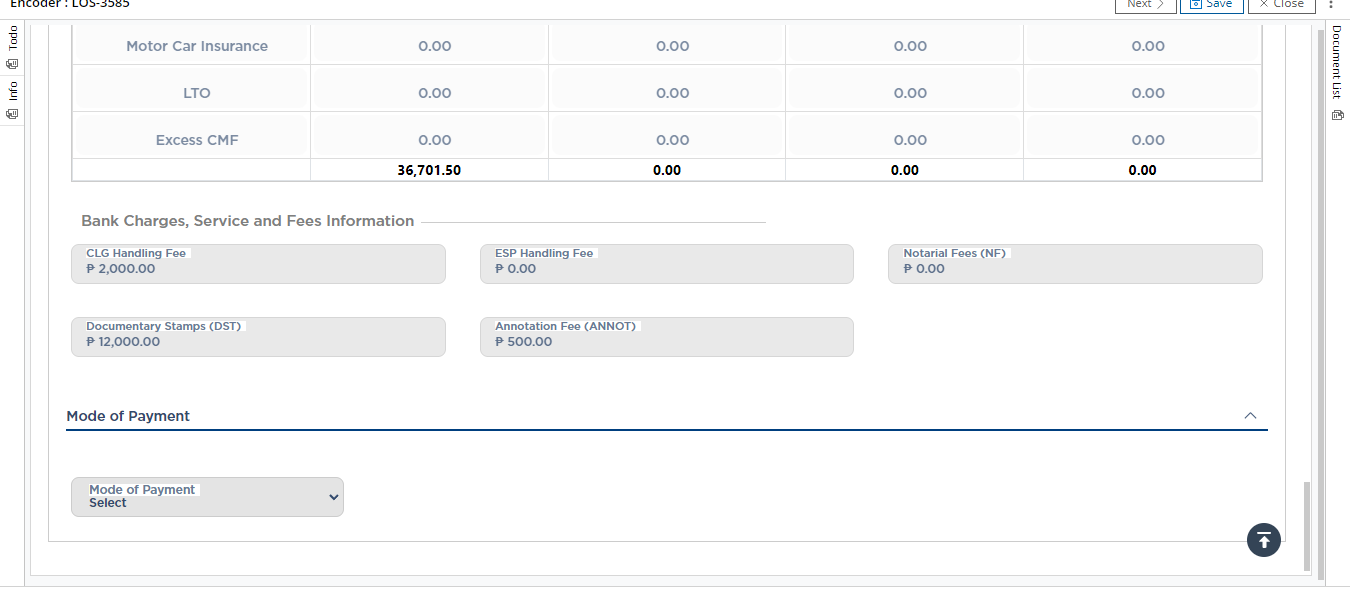 Encoder : LOS-3585
Next
Save
Close
Todo
Info
Document List
Motor Car Insurance 0.00 0.00 0.00 0.00
LTO 0.00 0.00 0.00 0.00
Excess CMF 0.00 0.00 0.00 0.00
36,701.50 0.00 0.00 0.00
Bank Charges, Service and Fees Information
CLG Handling Fee
₱ 2,000.00
ESP Handling Fee
₱ 0.00
Notarial Fees (NF)
₱ 0.00
Documentary Stamps (DST)
₱ 12,000.00
Annotation Fee (ANNOT)
₱ 500.00
Mode of Payment
Mode of Payment
Select